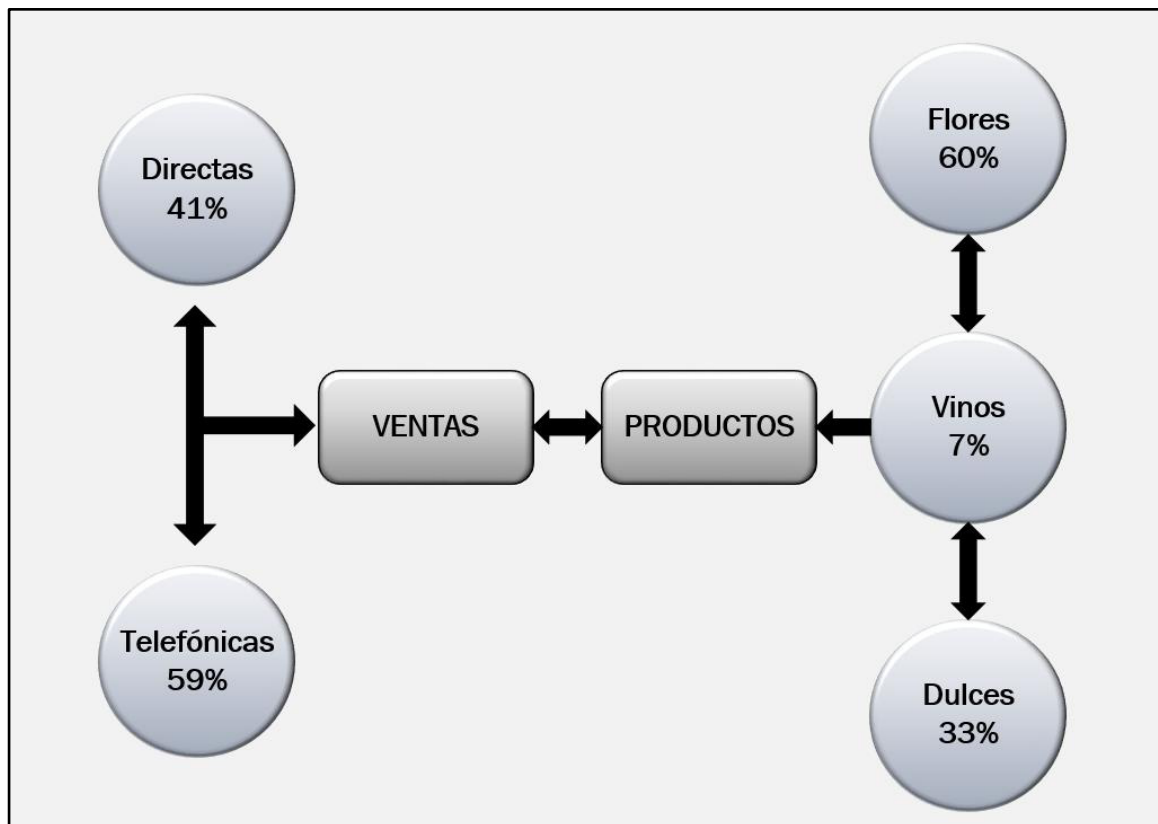 Directas
41%
Telefónicas
59%
VENTAS
PRODUCTOS
Flores
60%
Vinos
7%
Dulces
33%